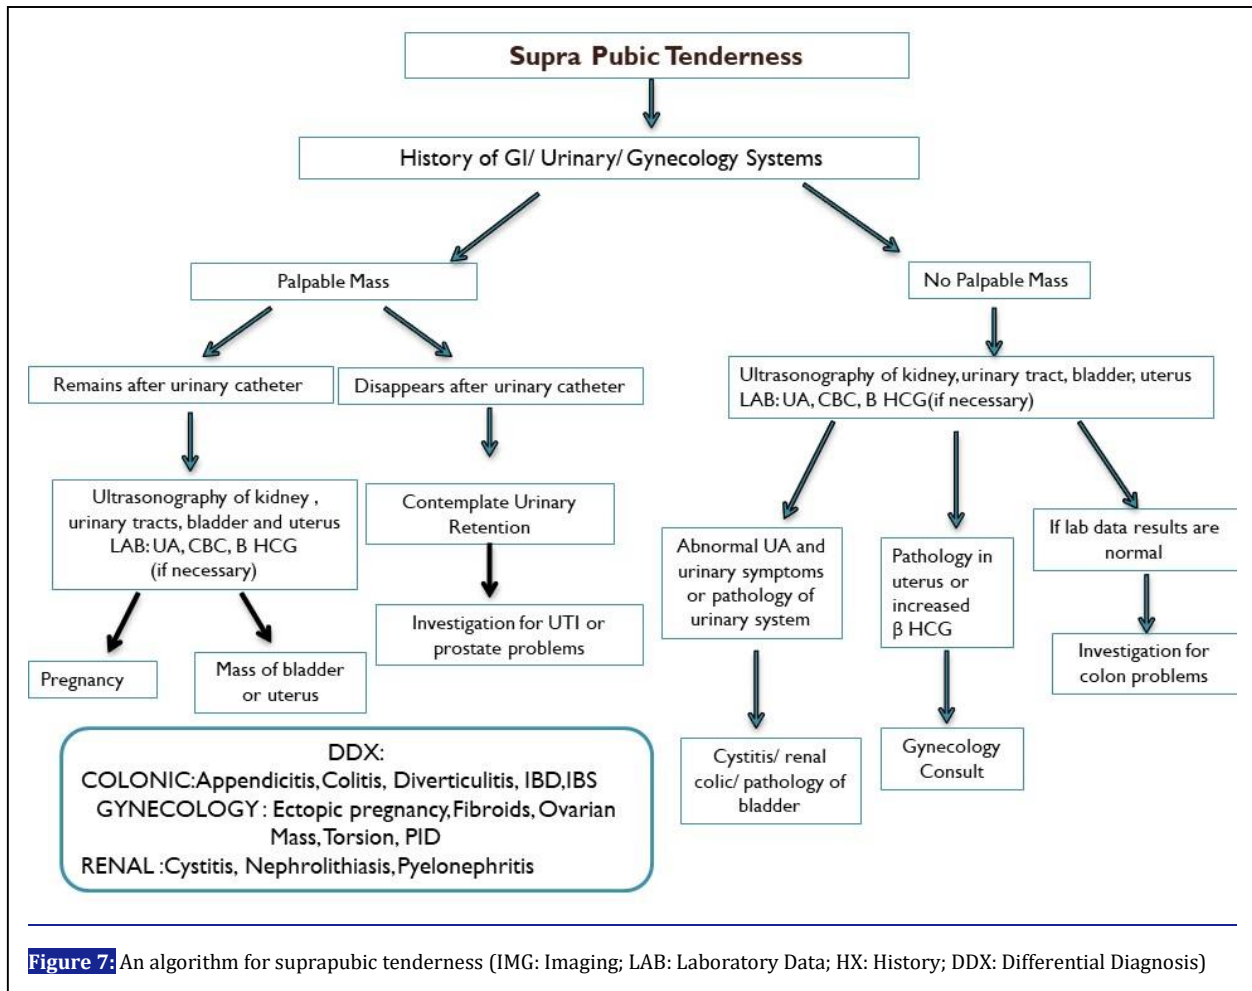 Supra Pubic Tenderness
History of GI/ Urinary/ Gynecology Systems
Palpable Mass
No Palpable Mass
Remains after urinary catheter
Disappears after urinary catheter
Ultrasonography of kidney, urinary tract, bladder, uterus
LAB: UA, CBC, B HCG(if necessary)
Ultrasonography of kidney ,
urinary tracts, bladder and uterus
LAB: UA, CBC, B HCG
(if necessary)
Contemplate Urinary
Retention
Abnormal UA and
urinary symptoms
or pathology of
urinary system
Pathology in
uterus or
increased
β HCG
If lab data results are
normal
Pregnancy
Mass of bladder
or uterus
Investigation for UTI or
prostate problems
Investigation for
colon problems
Cystitis/ renal
colic/ pathology of
bladder
Gynecology
Consult
DDX:
COLONIC: Appendicitis, Colitis, Diverticulitis, IBD,IBS
GYNECOLOGY : Ectopic pregnancy, Fibroids, Ovarian
Mass, Torsion, PID
RENAL :Cystitis, Nephrolithiasis, Pyelonephritis
Figure 7: An algorithm for suprapubic tenderness (IMG: Imaging; LAB: Laboratory Data; HX: History; DDX: Differential Diagnosis)